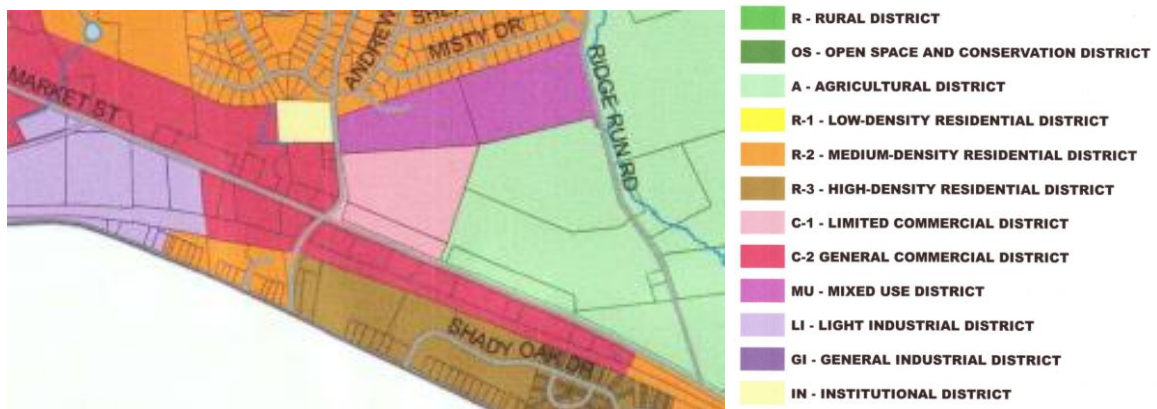 MARKET ST
ANDREW
MISTY DR
RIDGE RUN RD
SHADY OAK DR
R - RURAL DISTRICT
OS - OPEN SPACE AND CONSERVATION DISTRICT
A - AGRICULTURAL DISTRICT
R-1 - LOW-DENSITY RESIDENTIAL DISTRICT
R-2 - MEDIUM-DENSITY RESIDENTIAL DISTRICT
R-3 - HIGH-DENSITY RESIDENTIAL DISTRICT
C-1 - LIMITED COMMERCIAL DISTRICT
C-2 GENERAL COMMERCIAL DISTRICT
MU - MIXED USE DISTRICT
LI - LIGHT INDUSTRIAL DISTRICT
GI - GENERAL INDUSTRIAL DISTRICT
IN - INSTITUTIONAL DISTRICT